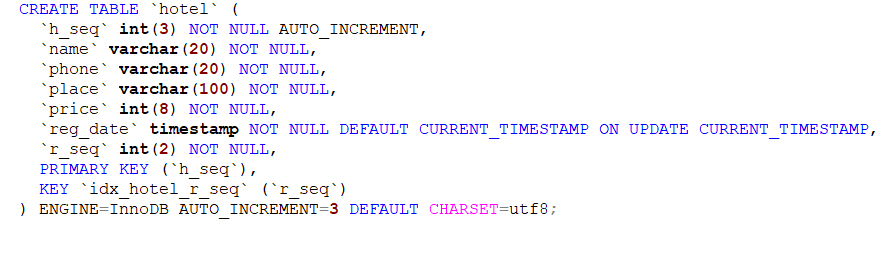 CREATE TABLE `hotel` (
`h_seq` int(3) NOT NULL AUTO_INCREMENT,
`name` varchar(20) NOT NULL,
`phone` varchar(20) NOT NULL,
`place` varchar(100) NOT NULL,
`price` int(8) NOT NULL,
`reg_date` timestamp NOT NULL DEFAULT CURRENT_TIMESTAMP ON UPDATE CURRENT_TIMESTAMP,
`r_seq` int(2) NOT NULL,
PRIMARY KEY (`h_seq`),
KEY `idx_hotel_r_seq` (`r_seq`)
) ENGINE=InnoDB AUTO_INCREMENT=3 DEFAULT CHARSET=utf8;